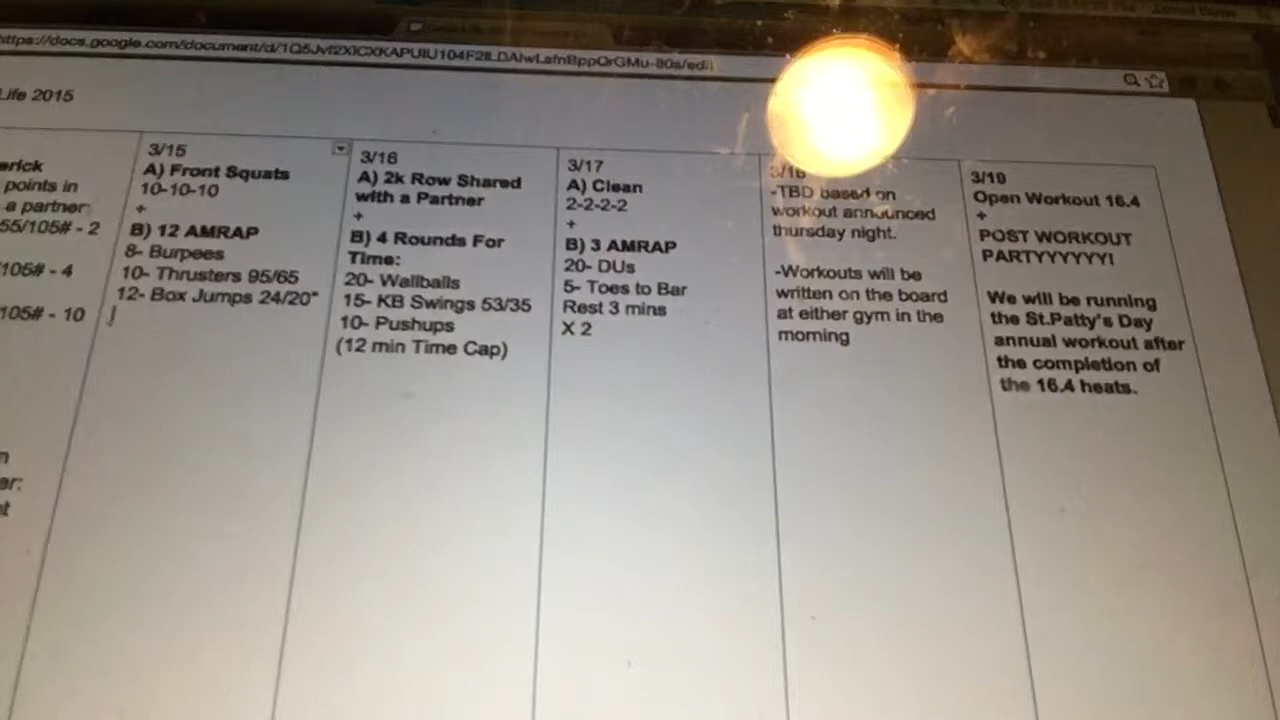 Life 2015
erick
points in
a partner:
55/105# - 2
/105# - 4
105# - 10
3/15
A) Front Squats
10-10-10
+
B) 12 AMRAP
8- Burpees
10- Thrusters 95/65
12- Box Jumps 24/20"
3/16
A) 2k Row Shared
with a Partner
+
B) 4 Rounds For
Time:
20- Wallballs
15- KB Swings 53/35
10- Pushups
(12 min Time Cap)
3/17
A) Clean
2-2-2-2
+
B) 3 AMRAP
20- DUs
5- Toes to Bar
Rest 3 mins
X 2
-TBD based on
workout announced
thursday night.
-Workouts will be
written on the board
at either gym in the
morning
3/19
Open Workout 16.4
+
POST WORKOUT
PARTYYYYYY!
We will be running
the St.Patty's Day
annual workout after
the completion of
the 16.4 heats.